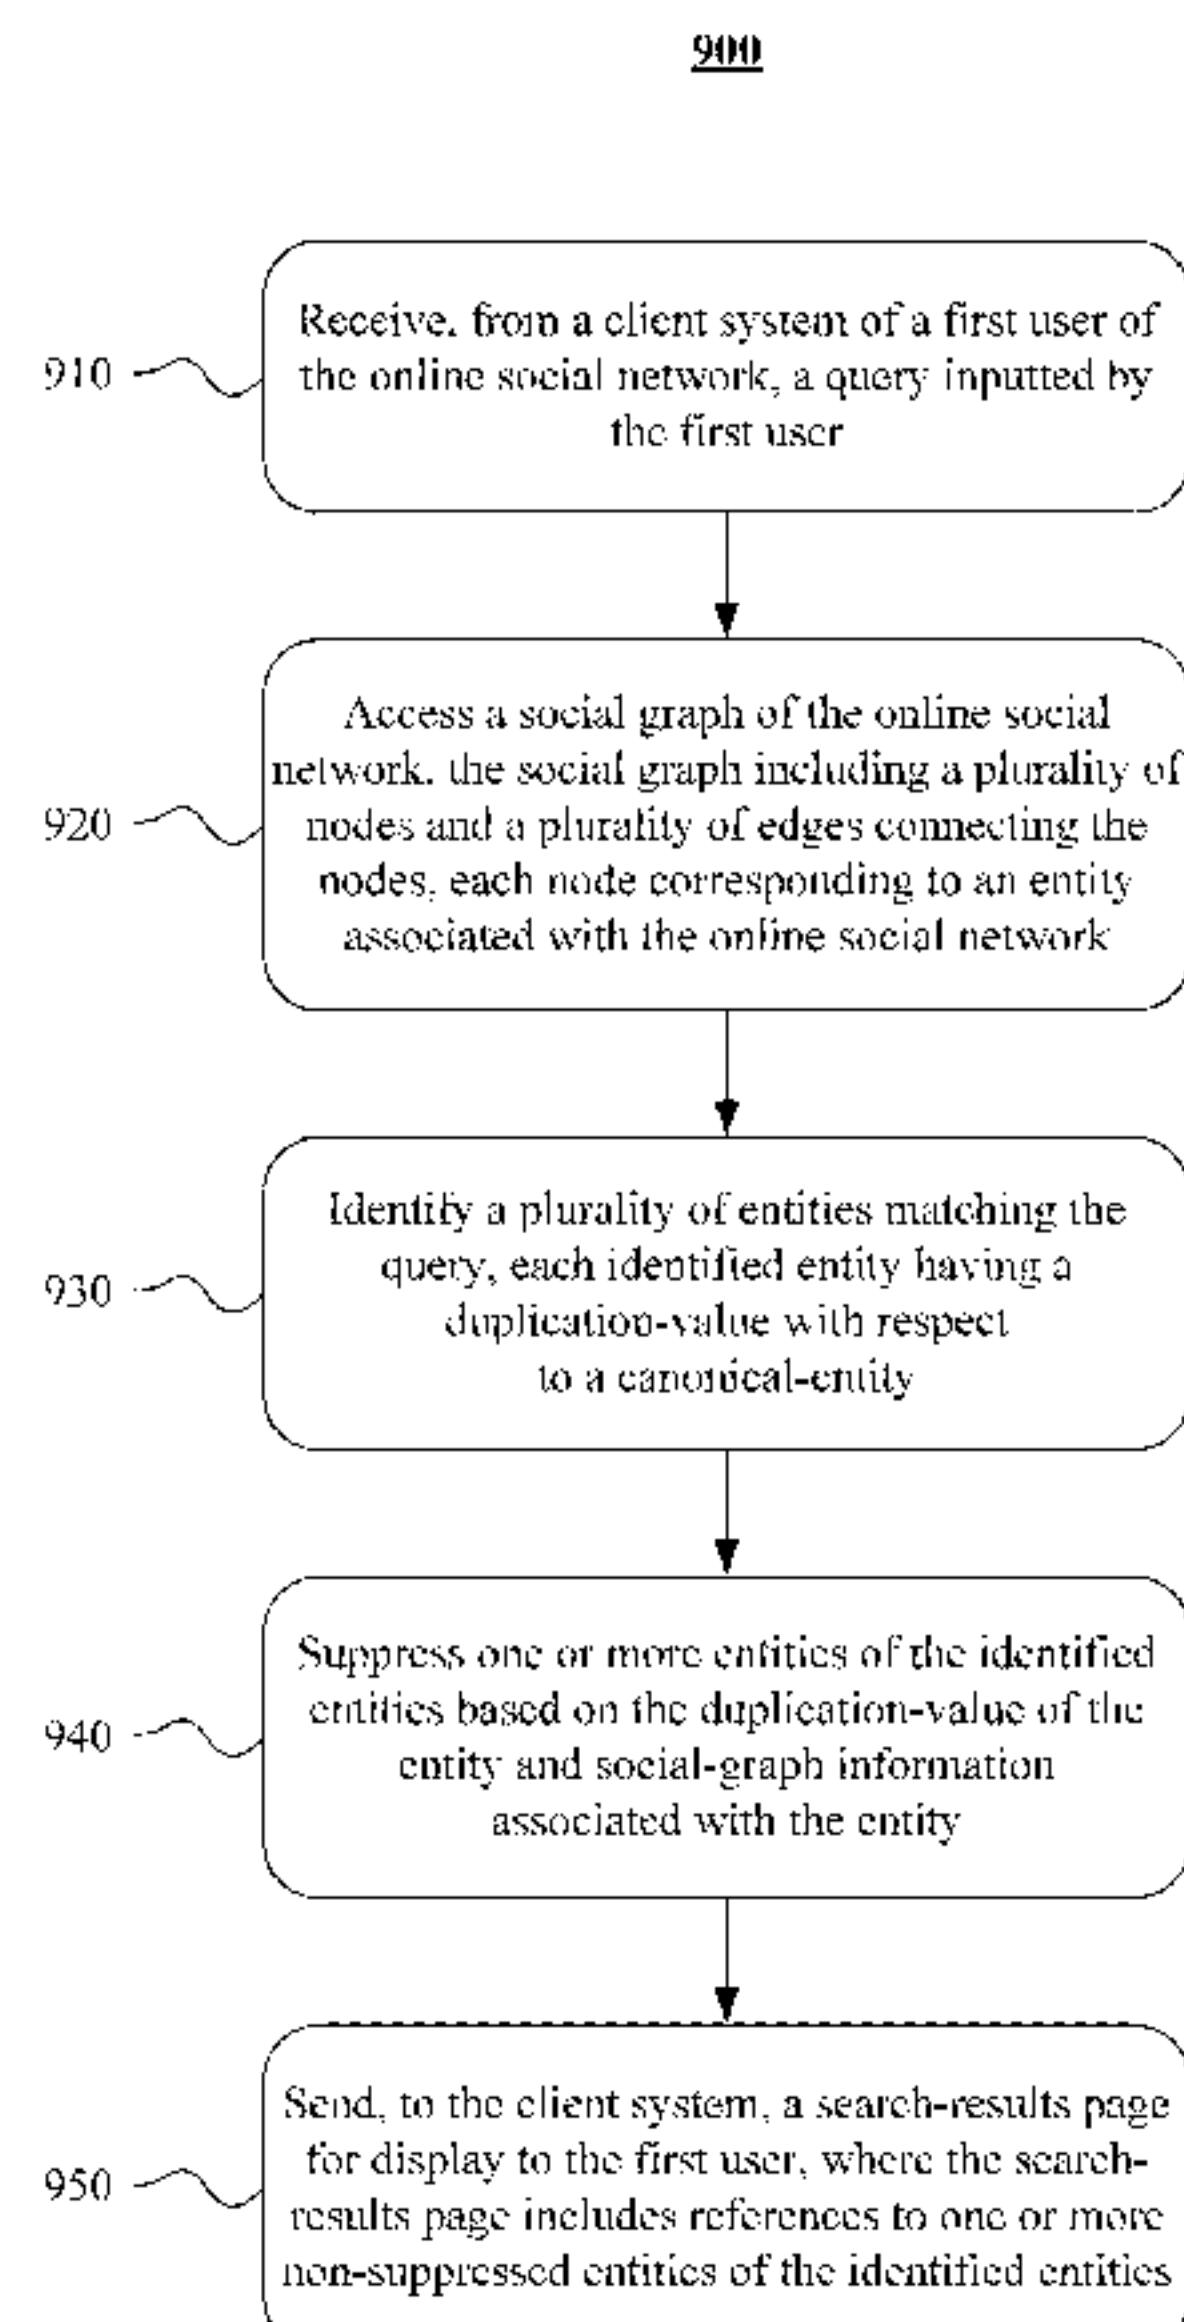 900
910
Receive, from a client system of a first user of
the online social network, a query inputted by
the first user
920
Access a social graph of the online social
network, the social graph including a plurality of
nodes and a plurality of edges connecting the
nodes, each node corresponding to an entity
associated with the online social network
930
Identify a plurality of entities matching the
query, each identified entity having a
duplication-value with respect
to a canonical-entity
940
Suppress one or more entities of the identified
entities based on the duplication-value of the
entity and social-graph information
associated with the entity
950
Send, to the client system, a search-results page
for display to the first user, where the search-
results page includes references to one or more
non-suppressed entities of the identified entities